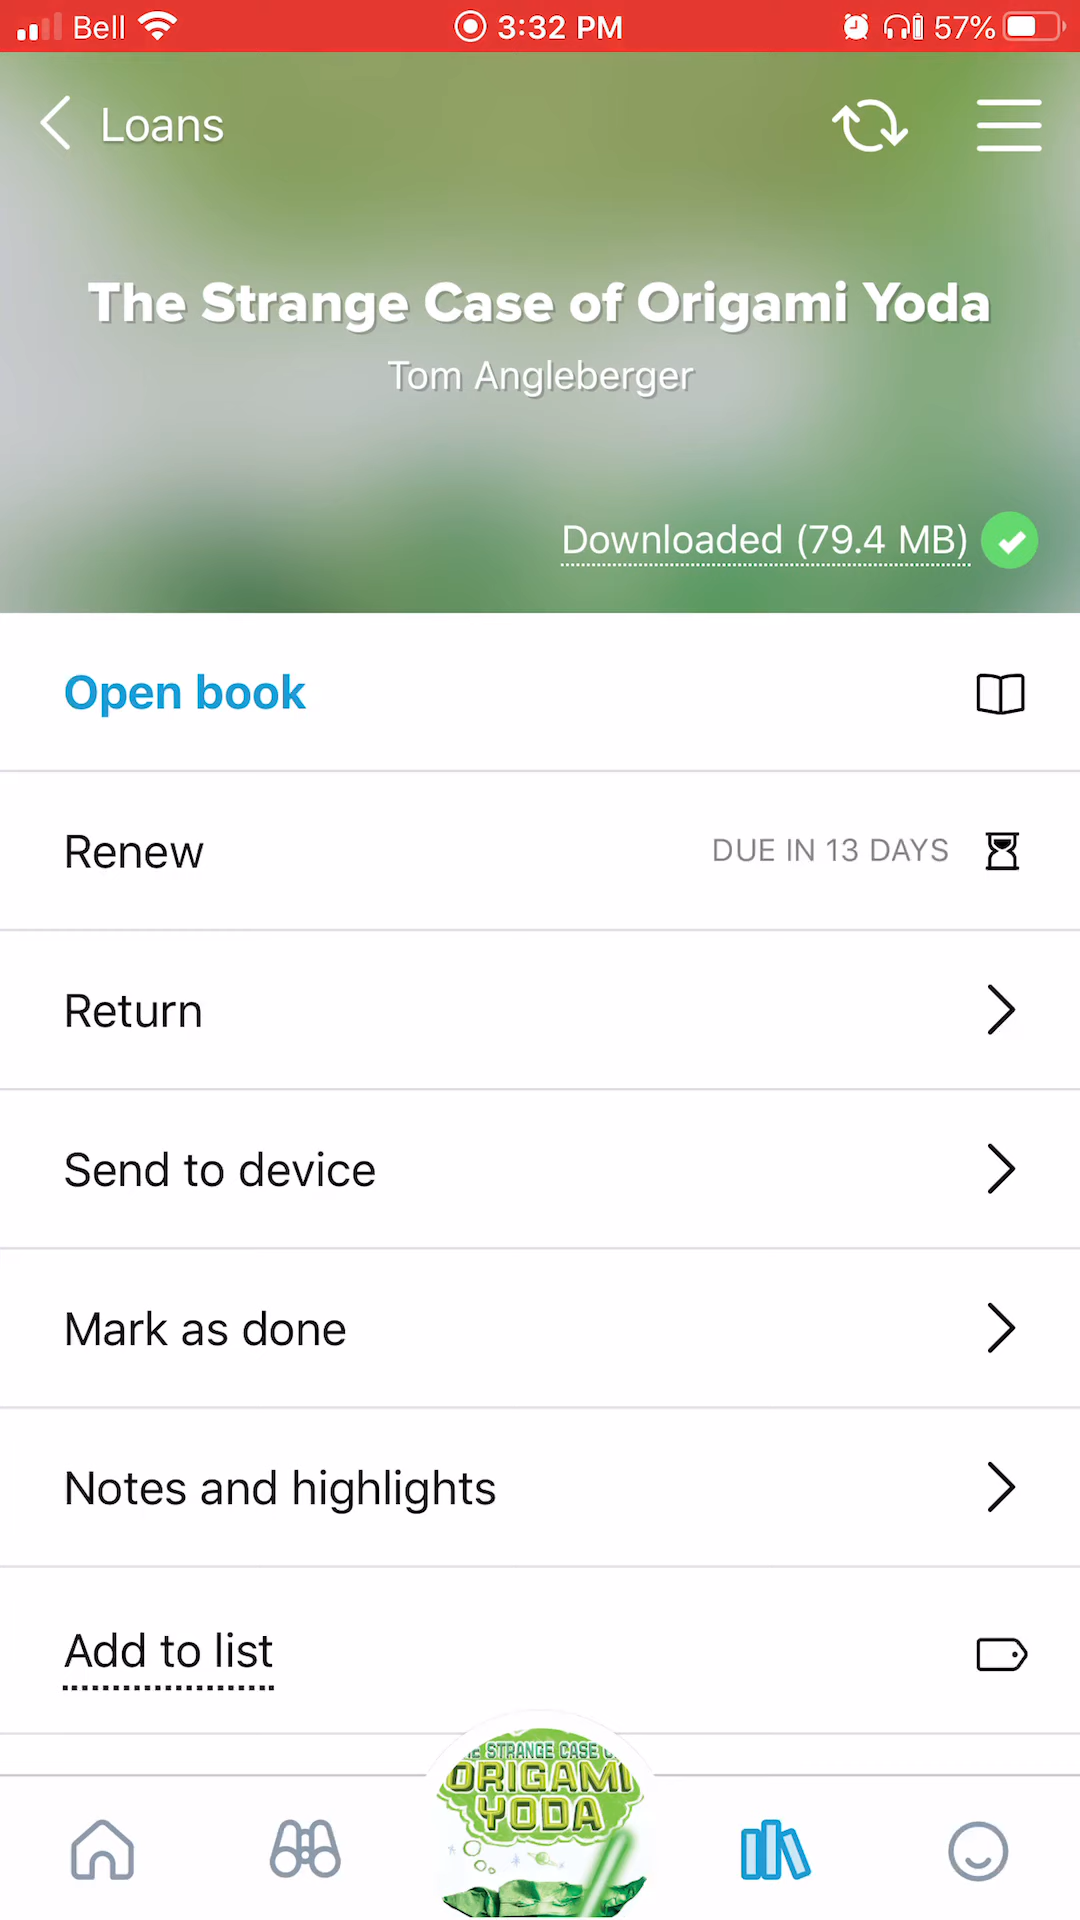 Bell 3:32 PM 57%
Loans
The Strange Case of Origami Yoda
Tom Angleberger
Downloaded (79.4 MB)
Open book
Renew DUE IN 13 DAYS
Return
Send to device
Mark as done
Notes and highlights
Add to list
STRANGE CASE
ORIGAMI
YODA